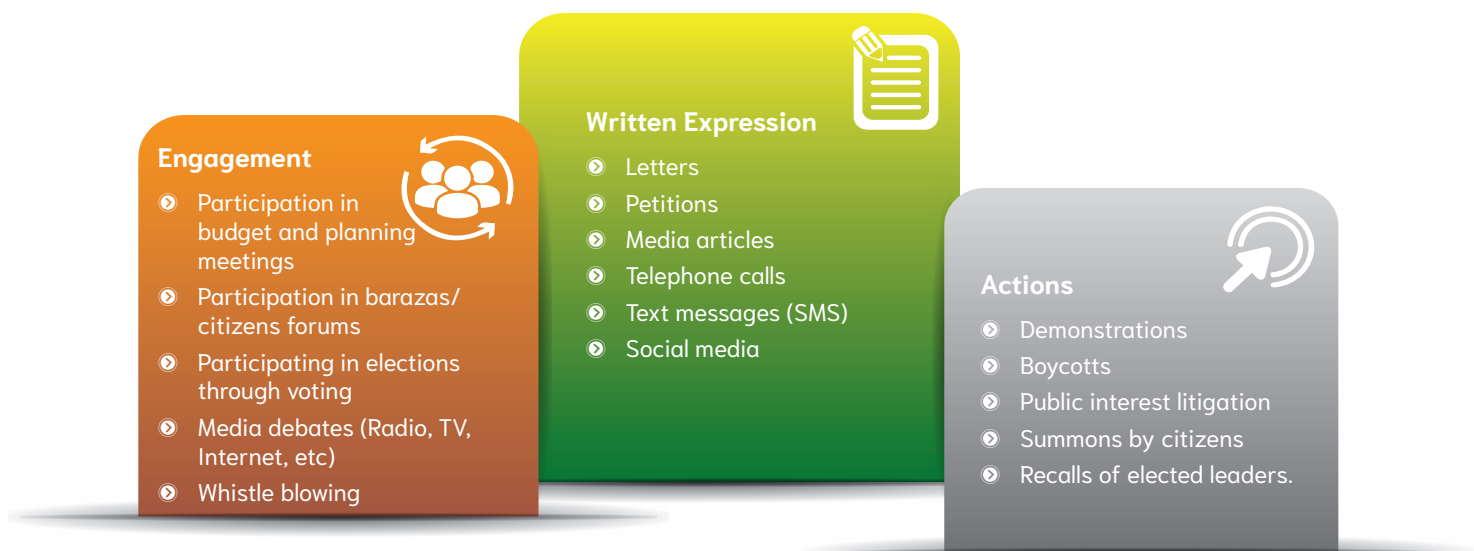 Engagement
Participation in
budget and planning
meetings
Participation in barazas/
citizens forums
Participating in elections
through voting
Media debates (Radio, TV,
Internet, etc)
Whistle blowing
Written Expression
Letters
Petitions
Media articles
Telephone calls
Text messages (SMS)
Social media
Actions
Demonstrations
Boycotts
Public interest litigation
Summons by citizens
Recalls of elected leaders.